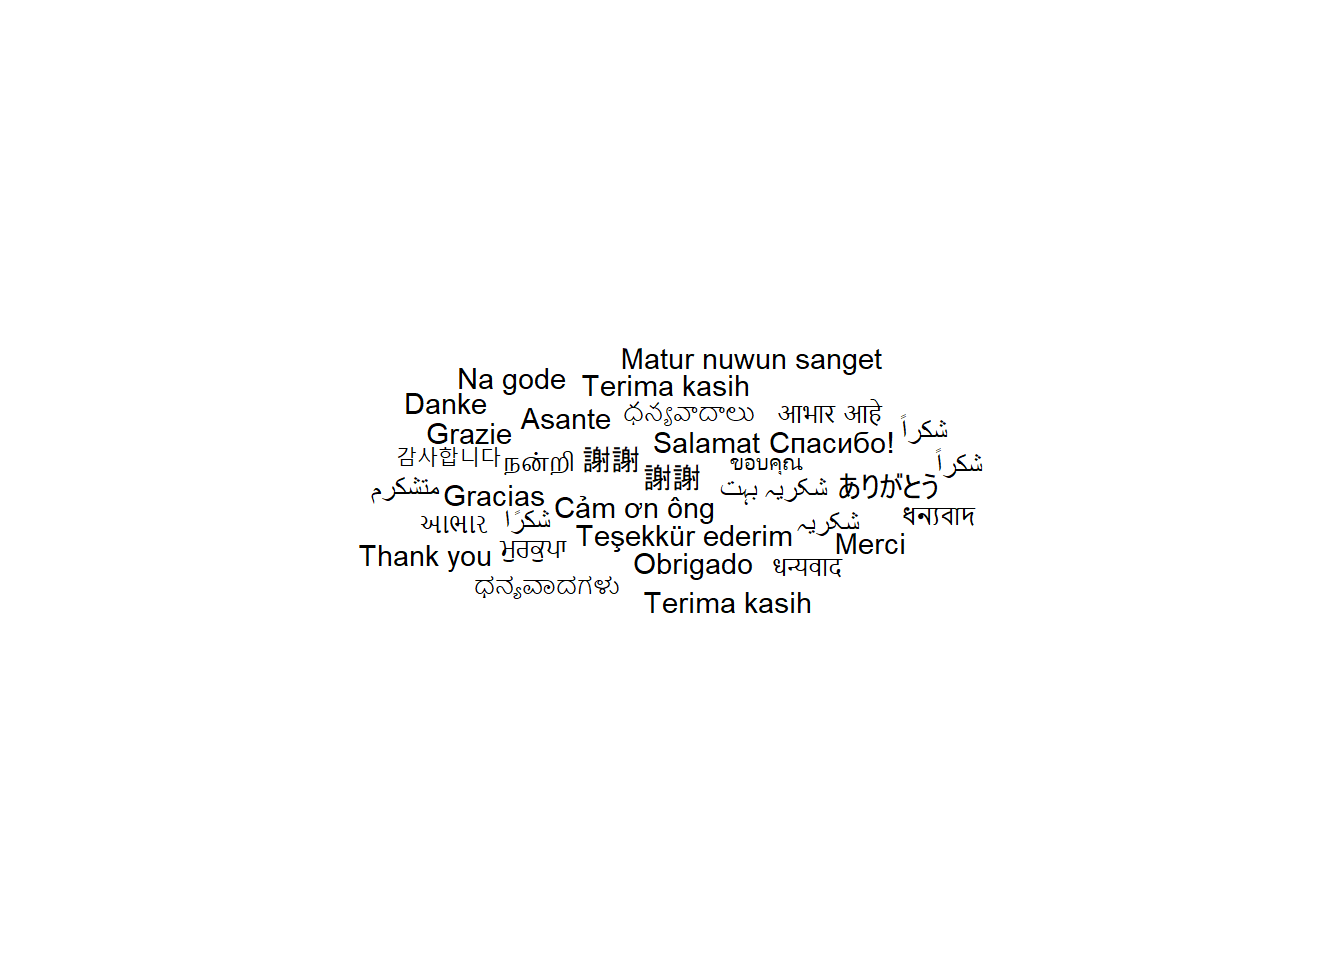 Matur nuwun sanget
Na gode
Terima kasih
Danke
Asante
ధన్యవాదాలు
आभार आहे
Grazie
Salamat
Спасибо!
شكراً
감사합니다
நன்றி
謝謝
ขอบคุณ
شكراً
謝謝
متشکرم
Gracias
شکریہ بہت
ありがとう
આભાર
شكرًا
Cảm ơn ông
شکریہ
ধন্যবাদ
Thank you
ਮੁਰਕੁਪਾ
Teşekkür ederim
Merci
Obrigado
धन्यवाद
ಧನ್ಯವಾದಗಳು
Terima kasih